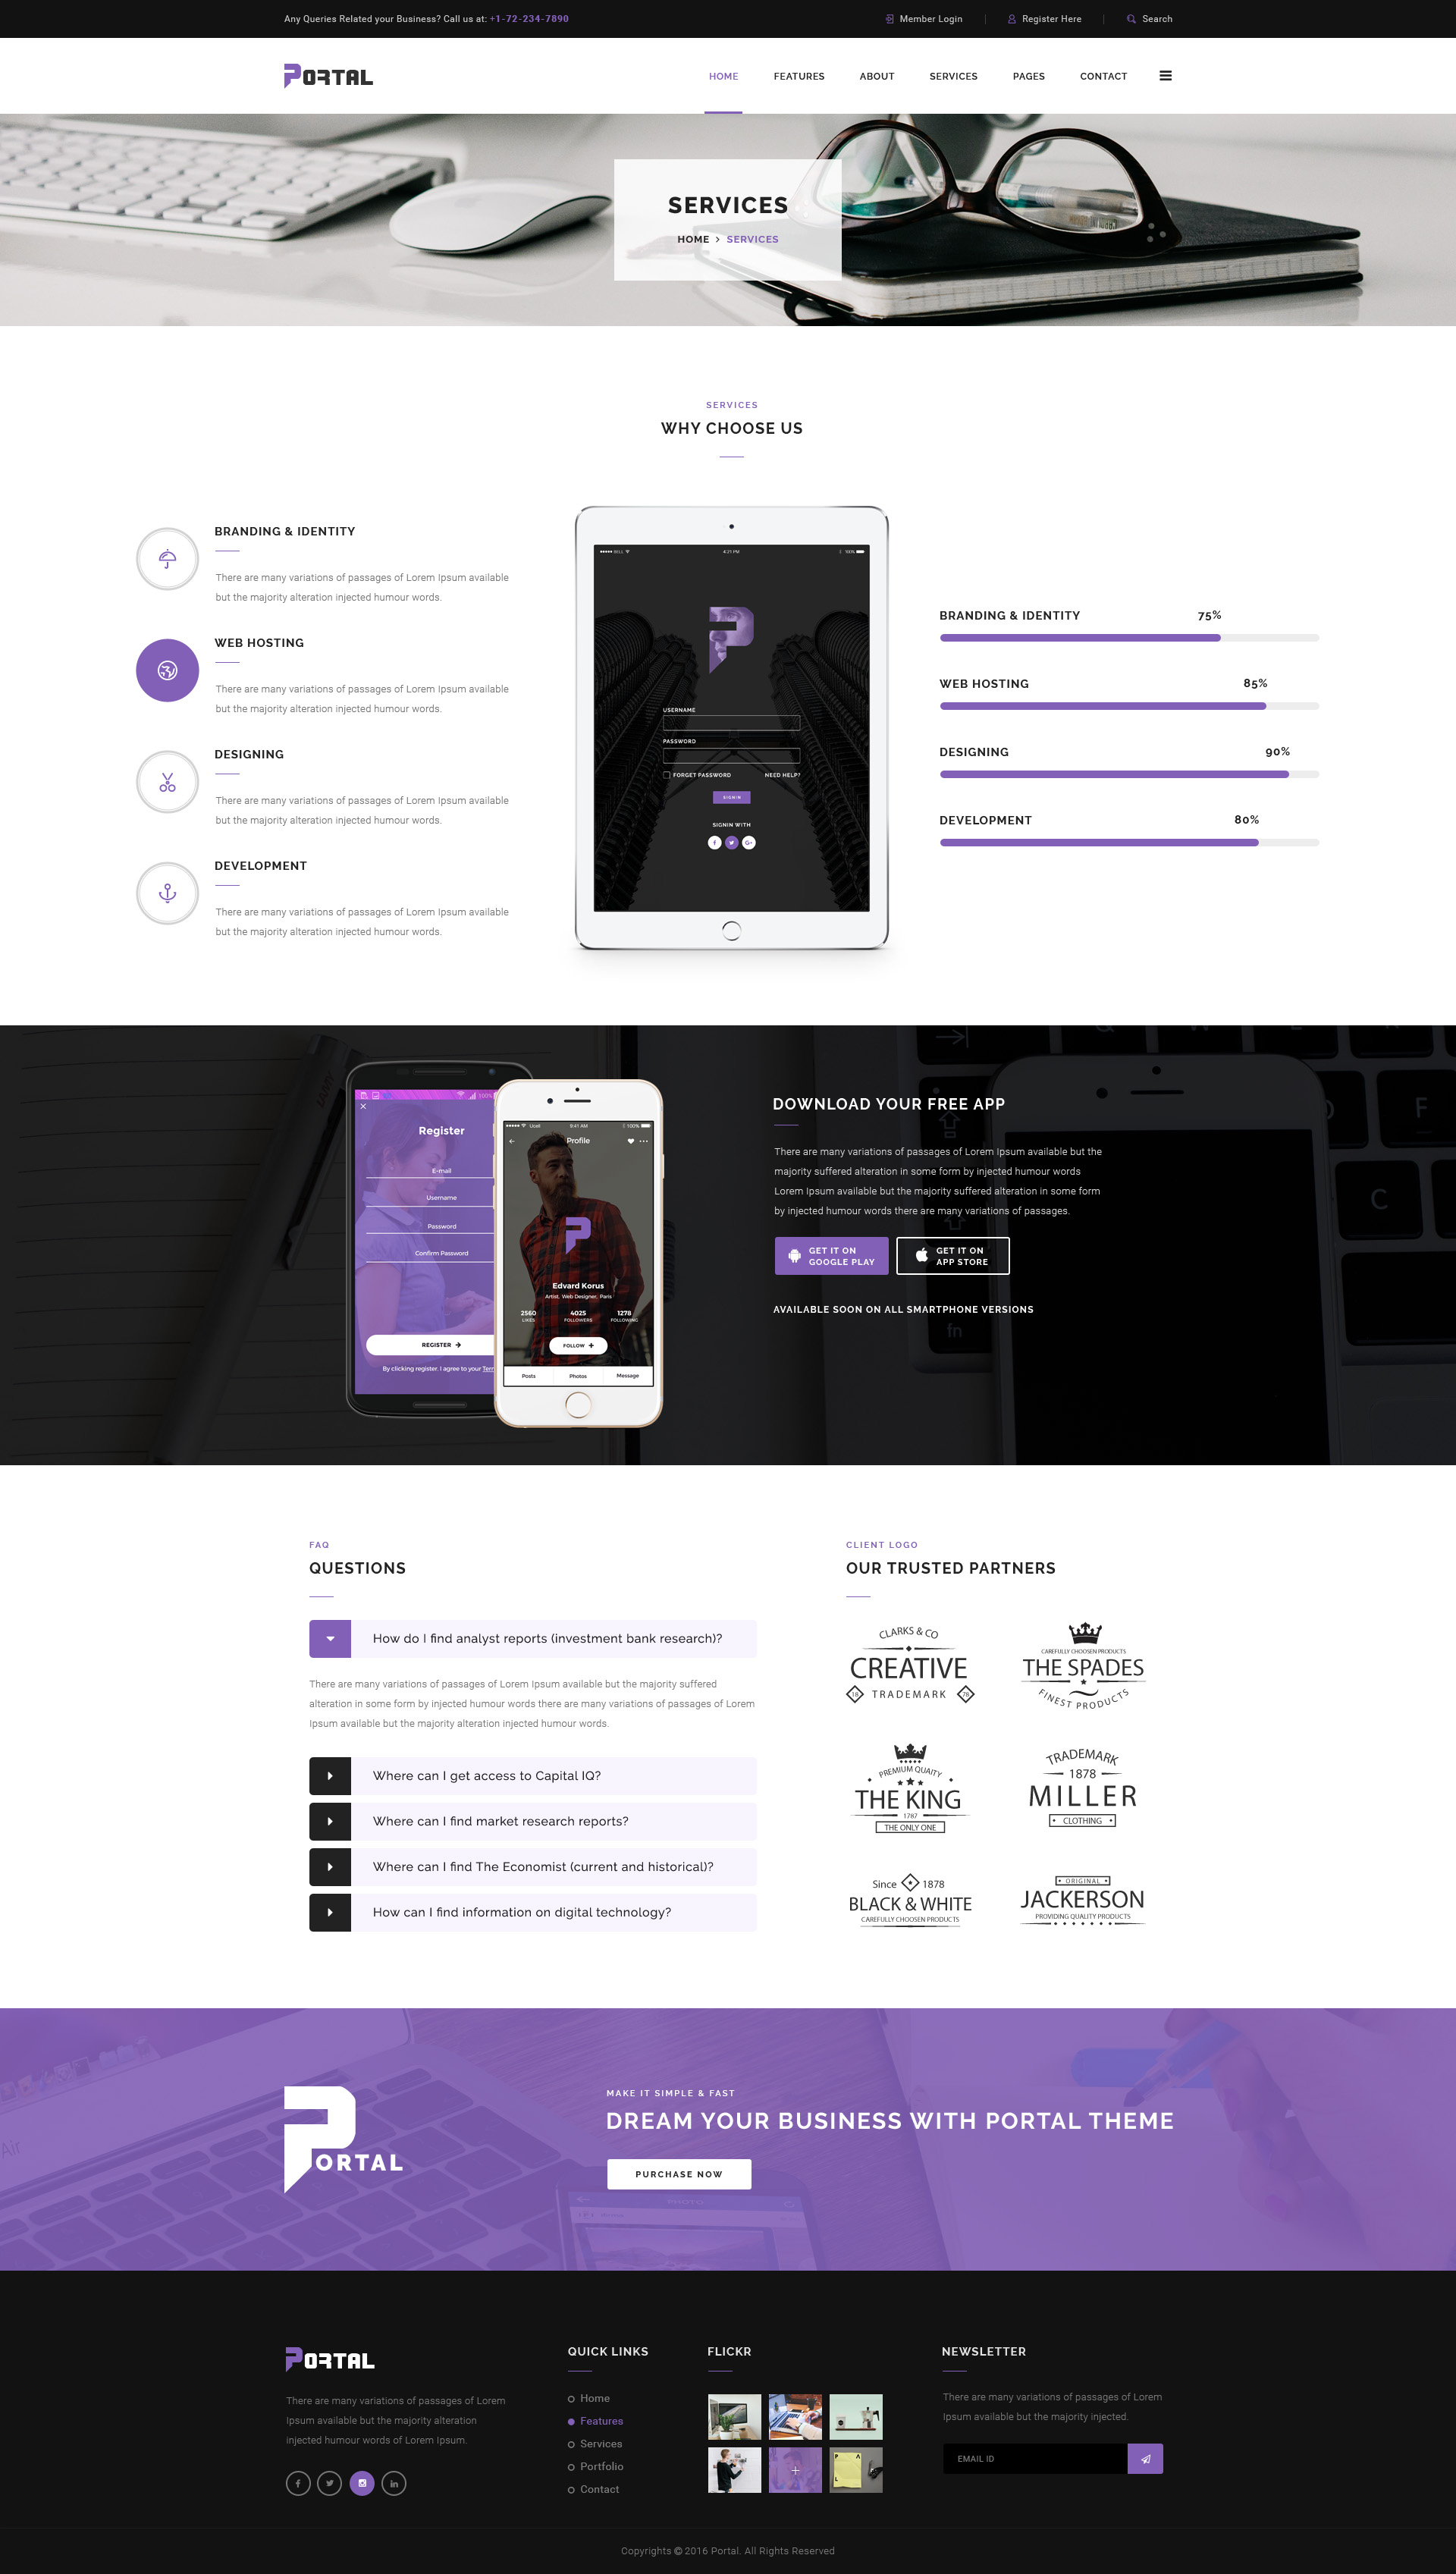 Any Queries Related your Business? Call us at: +1-72-234-7890
Member Login
Register Here
Search
PORTAL
HOME
FEATURES
ABOUT
SERVICES
PAGES
CONTACT
SERVICES
HOME > SERVICES
SERVICES
WHY CHOOSE US
BRANDING & IDENTITY
There are many variations of passages of Lorem Ipsum available
but the majority alteration injected humour words.
WEB HOSTING
There are many variations of passages of Lorem Ipsum available
but the majority alteration injected humour words.
DESIGNING
There are many variations of passages of Lorem Ipsum available
but the majority alteration injected humour words.
DEVELOPMENT
There are many variations of passages of Lorem Ipsum available
but the majority alteration injected humour words.
BELL
4:21 PM
100%
USERNAME
PASSWORD
FORGET PASSWORD
NEED HELP?
SIGNIN
SIGNIN WITH
BRANDING & IDENTITY 75%
WEB HOSTING 85%
DESIGNING 90%
DEVELOPMENT 80%
100%
Register
E-mail
Username
Password
Confirm Password
REGISTER
By clicking register. I agree to your
Ucell
9:41 AM
100%
Profile
Edvard Korus
Artist, Web Designer, Paris
2560 4025 1278
LIKES FOLLOWERS FOLLOWING
FOLLOW +
Posts Photos Message
DOWNLOAD YOUR FREE APP
There are many variations of passages of Lorem Ipsum available but the
majority suffered alteration in some form by injected humour words
Lorem Ipsum available but the majority suffered alteration in some form
by injected humour words there are many variations of passages.
GET IT ON
GOOGLE PLAY
GET IT ON
APP STORE
AVAILABLE SOON ON ALL SMARTPHONE VERSIONS
F
C
fn
FAQ
QUESTIONS
How do I find analyst reports (investment bank research)?
There are many variations of passages of Lorem Ipsum available but the majority suffered
alteration in some form by injected humour words there are many variations of passages of Lorem
Ipsum available but the majority alteration injected humour words.
Where can I get access to Capital IQ?
Where can I find market research reports?
Where can I find The Economist (current and historical)?
How can I find information on digital technology?
CLIENT LOGO
OUR TRUSTED PARTNERS
CLARKS & CO
CREATIVE
18 TRADEMARK 78
CAREFULLY CHOOSEN PRODUCTS
THE SPADES
FINEST PRODUCTS
PREMIUM QUAITY
THE KING
1787
THE ONLY ONE
TRADEMARK
1878
MILLER
CLOTHING
Since 1878
BLACK & WHITE
CAREFULLY CHOOSEN PRODUCTS
ORIGINAL
JACKERSON
PROVIDING QUALITY PRODUCTS
Air
PORTAL
MAKE IT SIMPLE & FAST
DREAM YOUR BUSINESS WITH PORTAL THEME
PURCHASE NOW
PORTAL
There are many variations of passages of Lorem
Ipsum available but the majority alteration
injected humour words of Lorem Ipsum.
QUICK LINKS
Home
Features
Services
Portfolio
Contact
FLICKR
NEWSLETTER
There are many variations of passages of Lorem
Ipsum available but the majority injected.
EMAIL ID
Copyrights © 2016 Portal. All Rights Reserved